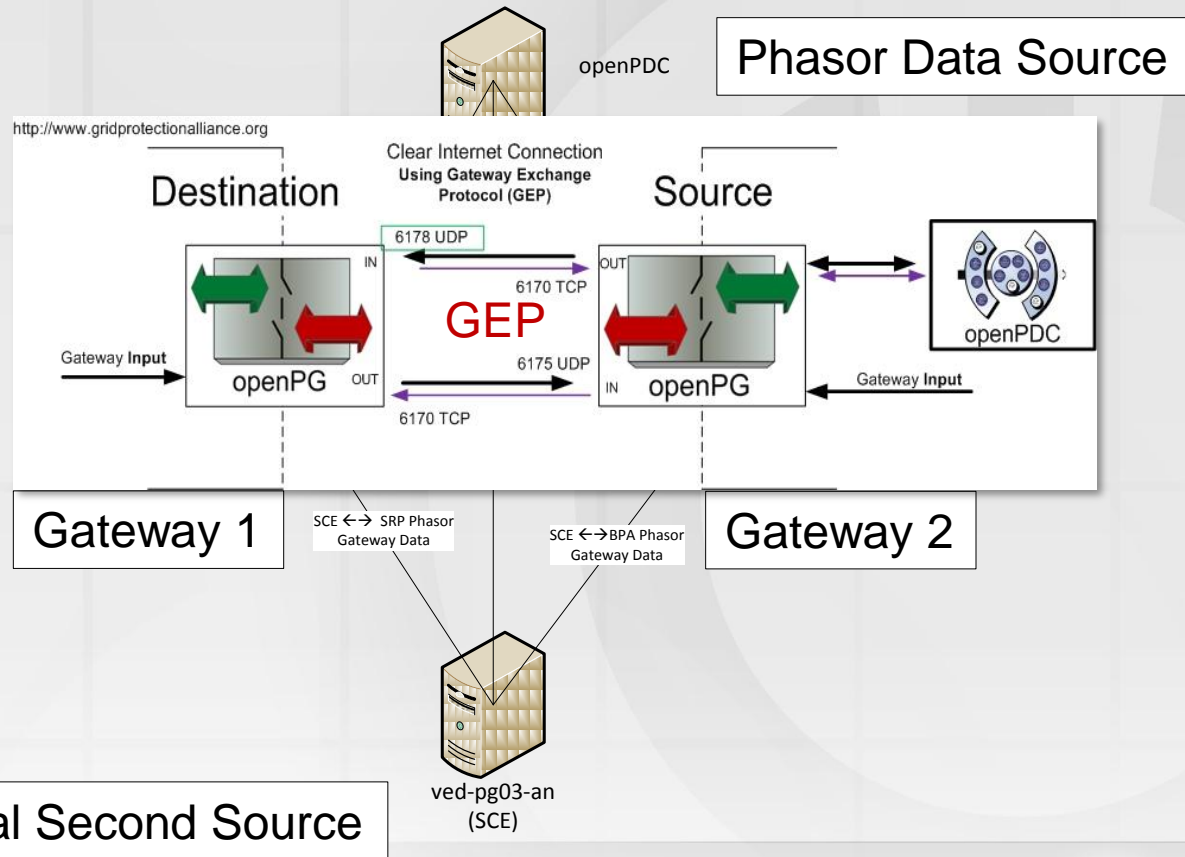 openPDC
Phasor Data Source
http://www.gridprotectionalliance.org
Clear Internet Connection
Using Gateway Exchange
Protocol (GEP)
Destination
Source
6178 UDP
IN
OUT
6170 TCP
GEP
openPDC
Gateway Input
6175 UDP
openPG
OUT
IN
openPG
Gateway Input
6170 TCP
Gateway 1
SCE ←→ SRP Phasor
Gateway Data
SCE ←→BPA Phasor
Gateway Data
Gateway 2
ved-pg03-an
(SCE)
al Second Source